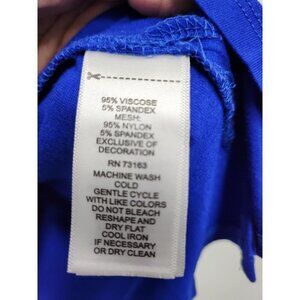 95% VISCOSE
5% SPANDEX
MESH:
95% NYLON
5% SPANDEX
EXCLUSIVE OF
DECORATION
RN 73163
MACHINE WASH
COLD
GENTLE CYCLE
WITH LIKE COLORS
DO NOT BLEACH
RESHAPE AND
DRY FLAT
COOL IRON
IF NECESSARY
OR DRY CLEAN